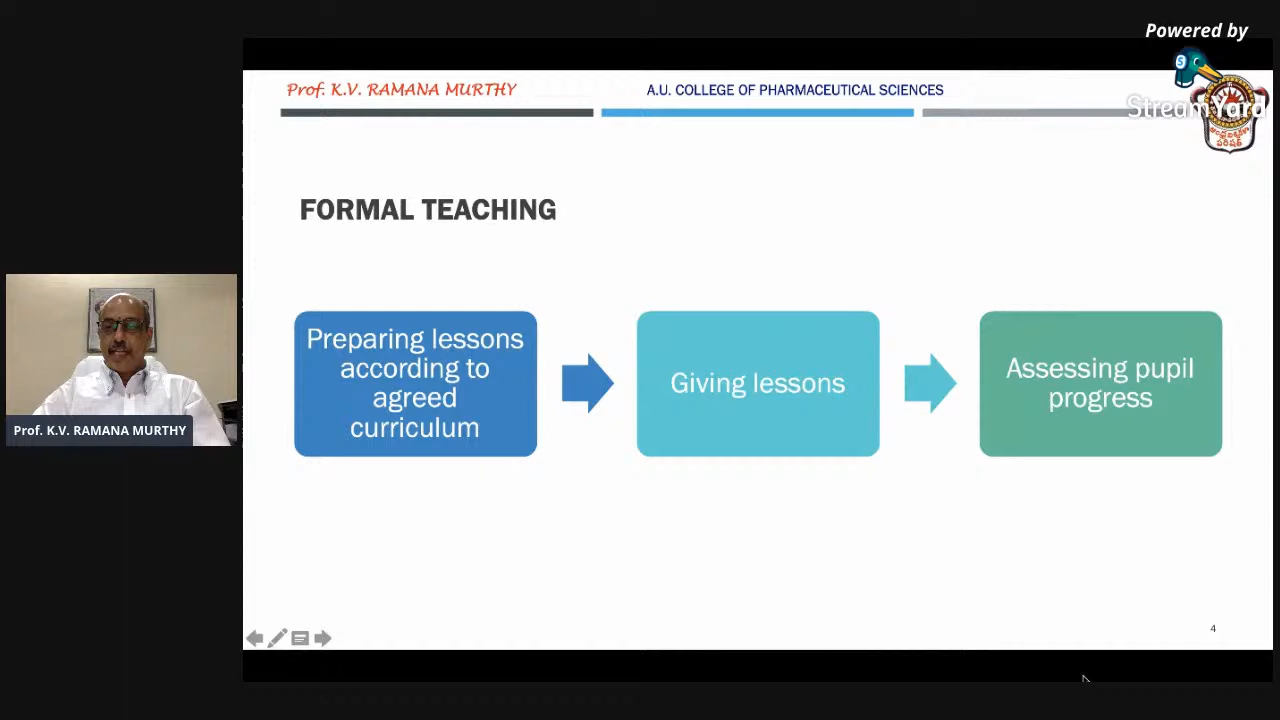 Powered by
StreamYard
Prof. K.V. RAMANA MURTHY
A.U. COLLEGE OF PHARMACEUTICAL SCIENCES
FORMAL TEACHING
Preparing lessons
according to
agreed
curriculum
Giving lessons
Assessing pupil
progress
Prof. K.V. RAMANA MURTHY
4